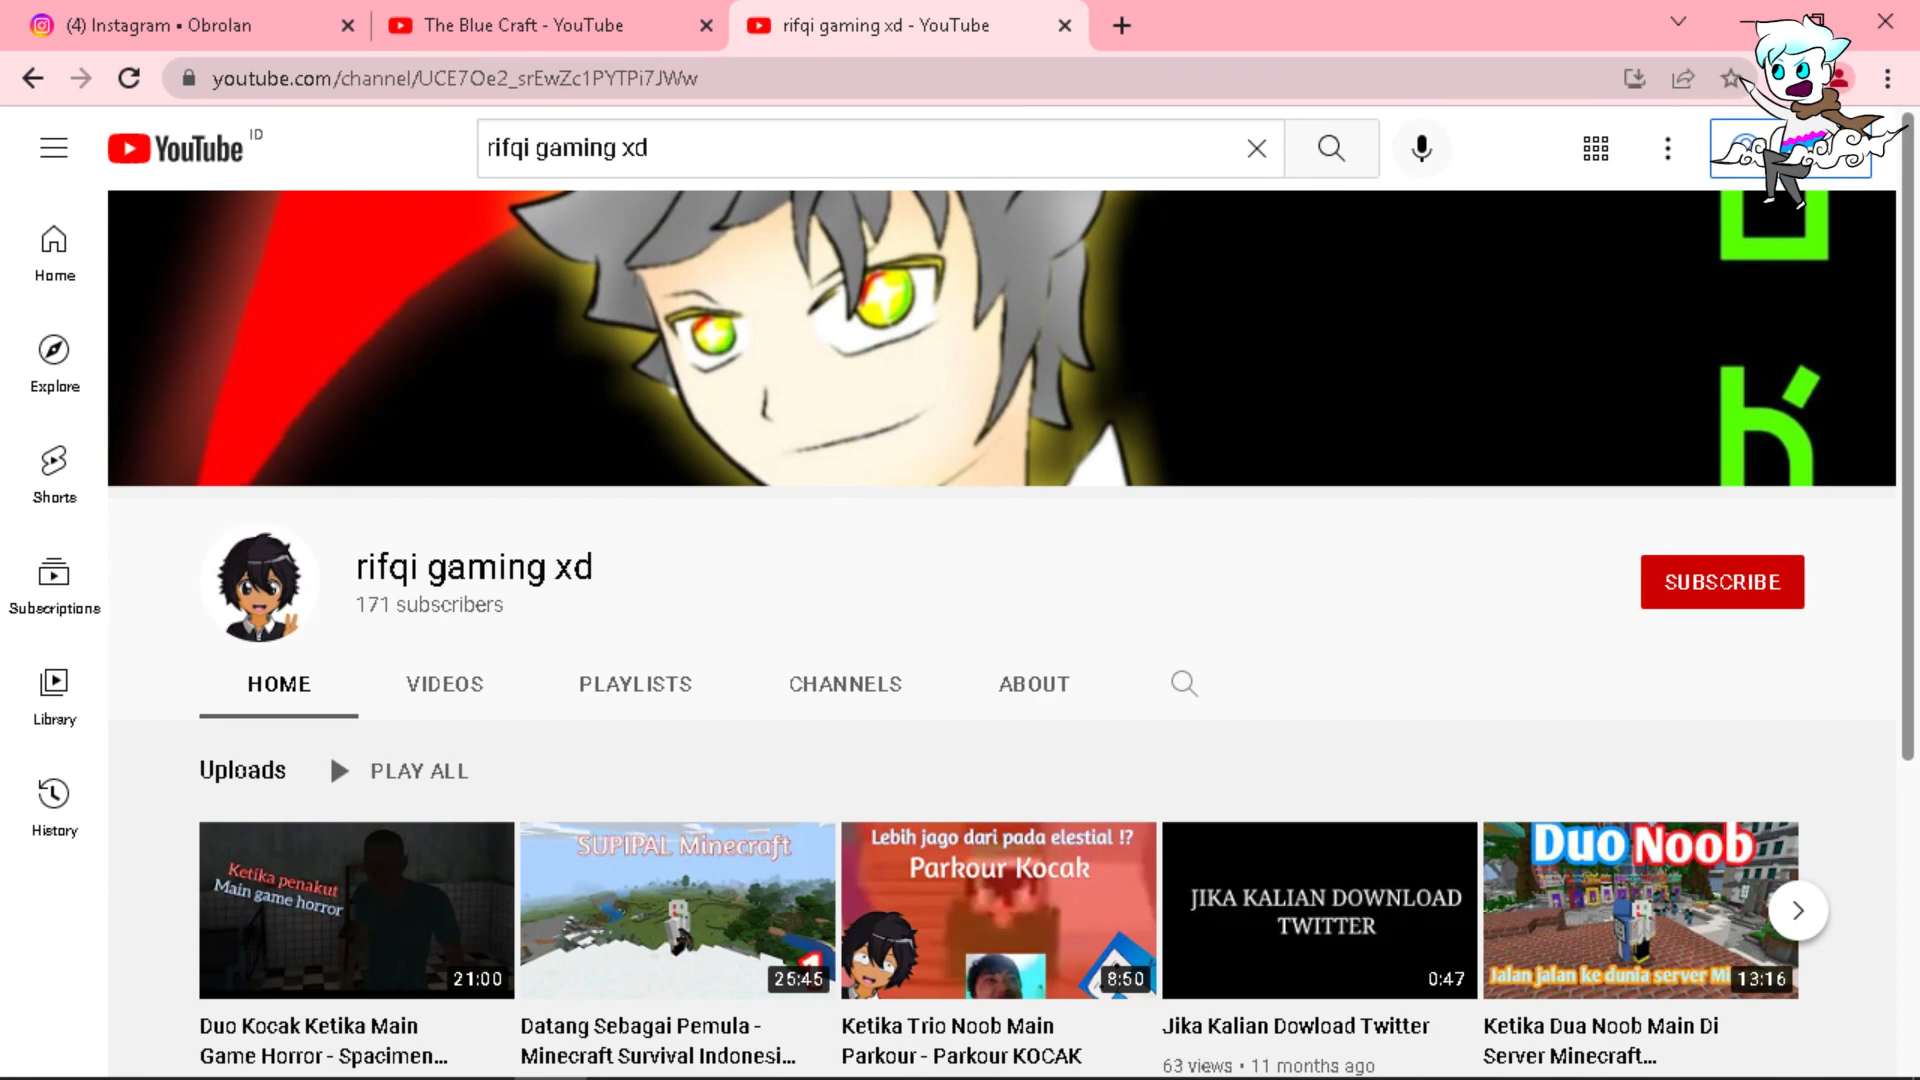 (4) Instagram • Obrolan
The Blue Craft - YouTube
rifqi gaming xd - YouTube
youtube.com/channel/UCE7Oe2_srEwZc1PYTPi7JWw
YouTube ID
rifqi gaming xd
Home
Explore
Shorts
Subscriptions
Library
History
rifqi gaming xd
171 subscribers
SUBSCRIBE
HOME
VIDEOS
PLAYLISTS
CHANNELS
ABOUT
Uploads
PLAY ALL
Ketika penakut
Main game horror
21:00
SUPIPAL Minecraft
25:45
Lebih jago dari pada elestial !?
Parkour Kocak
8:50
JIKA KALIAN DOWNLOAD
TWITTER
0:47
Duo Noob
Jalan jalan ke dunia server
13:16
Duo Kocak Ketika Main
Game Horror - Spacimen...
Datang Sebagai Pemula -
Minecraft Survival Indonesi...
Ketika Trio Noob Main
Parkour - Parkour KOCAK
Jika Kalian Dowload Twitter
63 views • 11 months ago
Ketika Dua Noob Main Di
Server Minecraft...